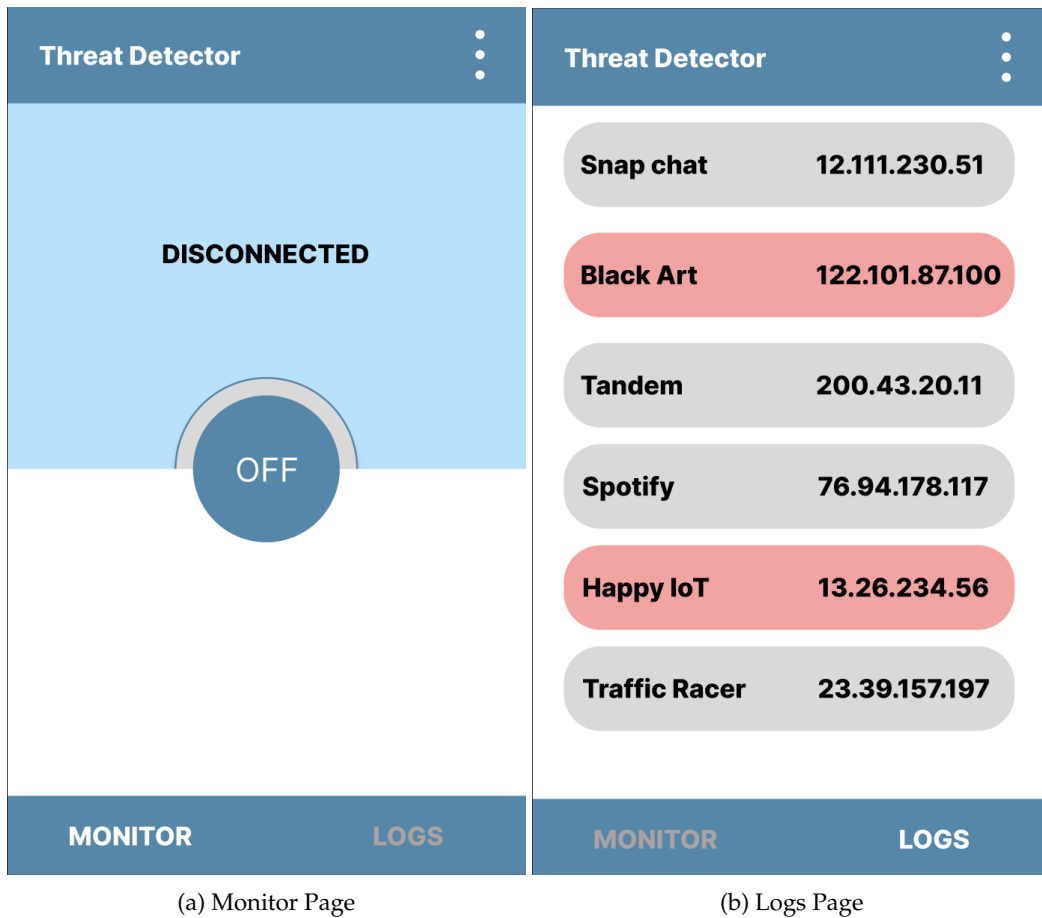 Threat Detector
DISCONNECTED
OFF
MONITOR LOGS
(a) Monitor Page
Threat Detector
Snap chat 12.111.230.51
Black Art 122.101.87.100
Tandem 200.43.20.11
Spotify 76.94.178.117
Happy IoT 13.26.234.56
Traffic Racer 23.39.157.197
MONITOR LOGS
(b) Logs Page